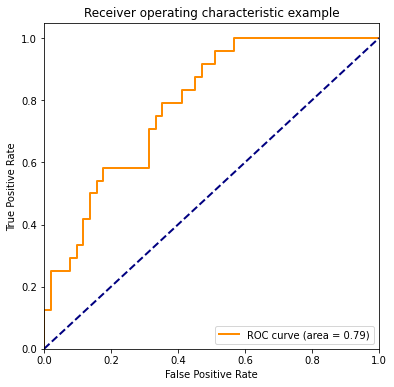 Receiver operating characteristic example
1.0
0.8
0.6
0.4
0.2
0.0
True Positive Rate
ROC curve (area = 0.79)
0.0 0.2 0.4 0.6 0.8 1.0
False Positive Rate